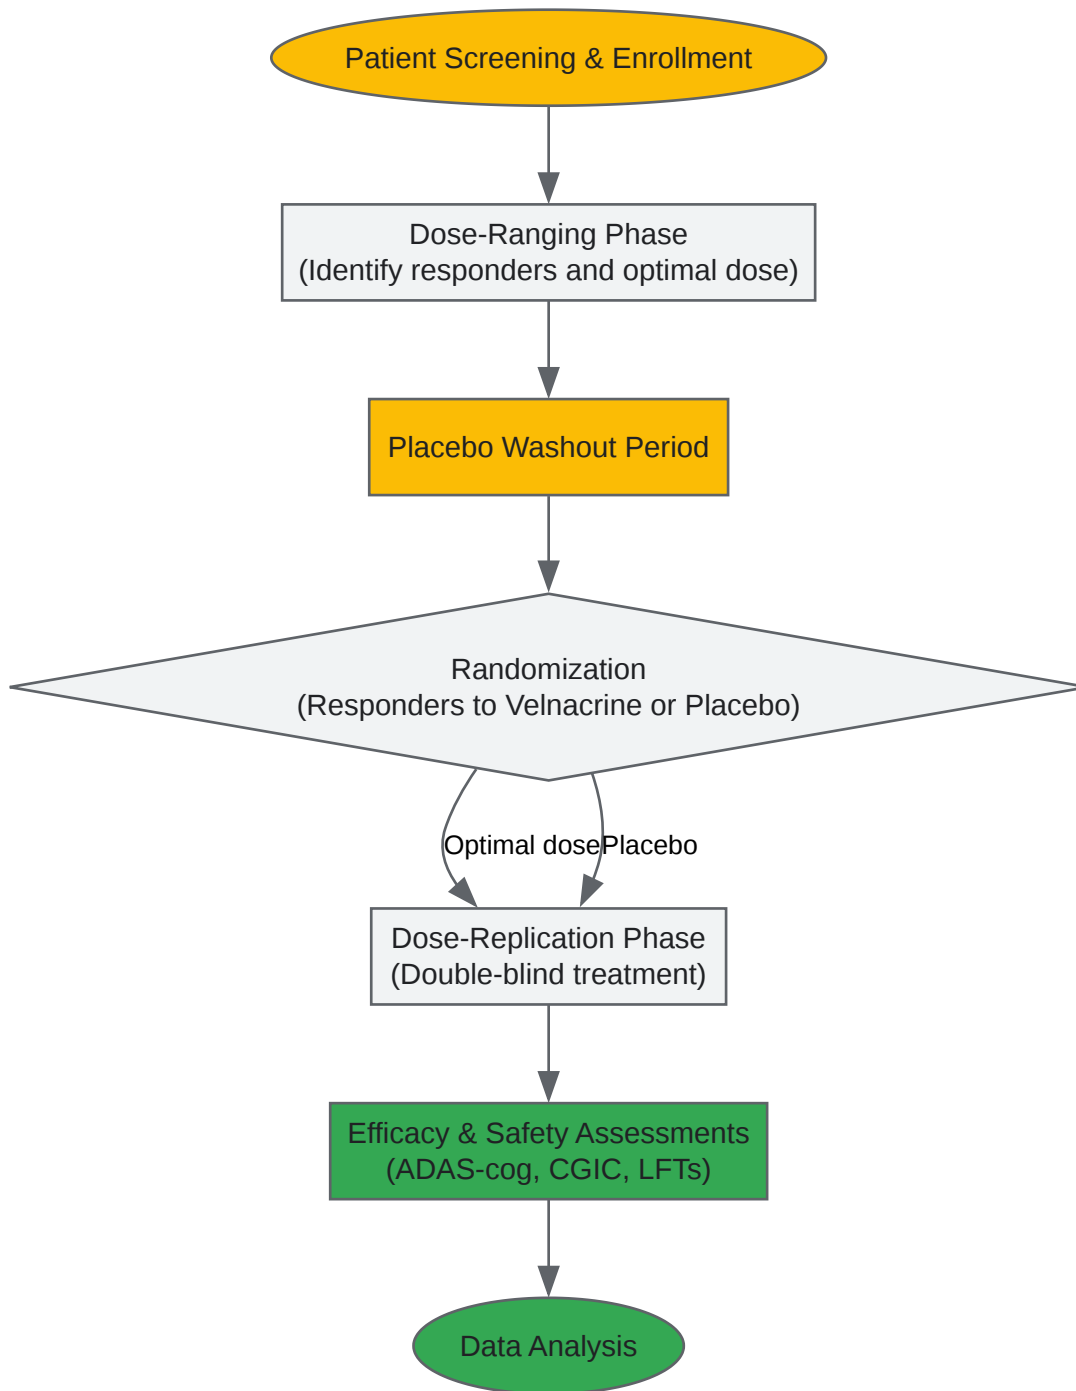 Patient Screening & Enrollment
Dose-Ranging Phase
(Identify responders and optimal dose)
Placebo Washout Period
Randomization
(Responders to Velnacrine or Placebo)
Optimal dose
Placebo
Dose-Replication Phase
(Double-blind treatment)
Efficacy & Safety Assessments
(ADAS-cog, CGIC, LFTs)
Data Analysis